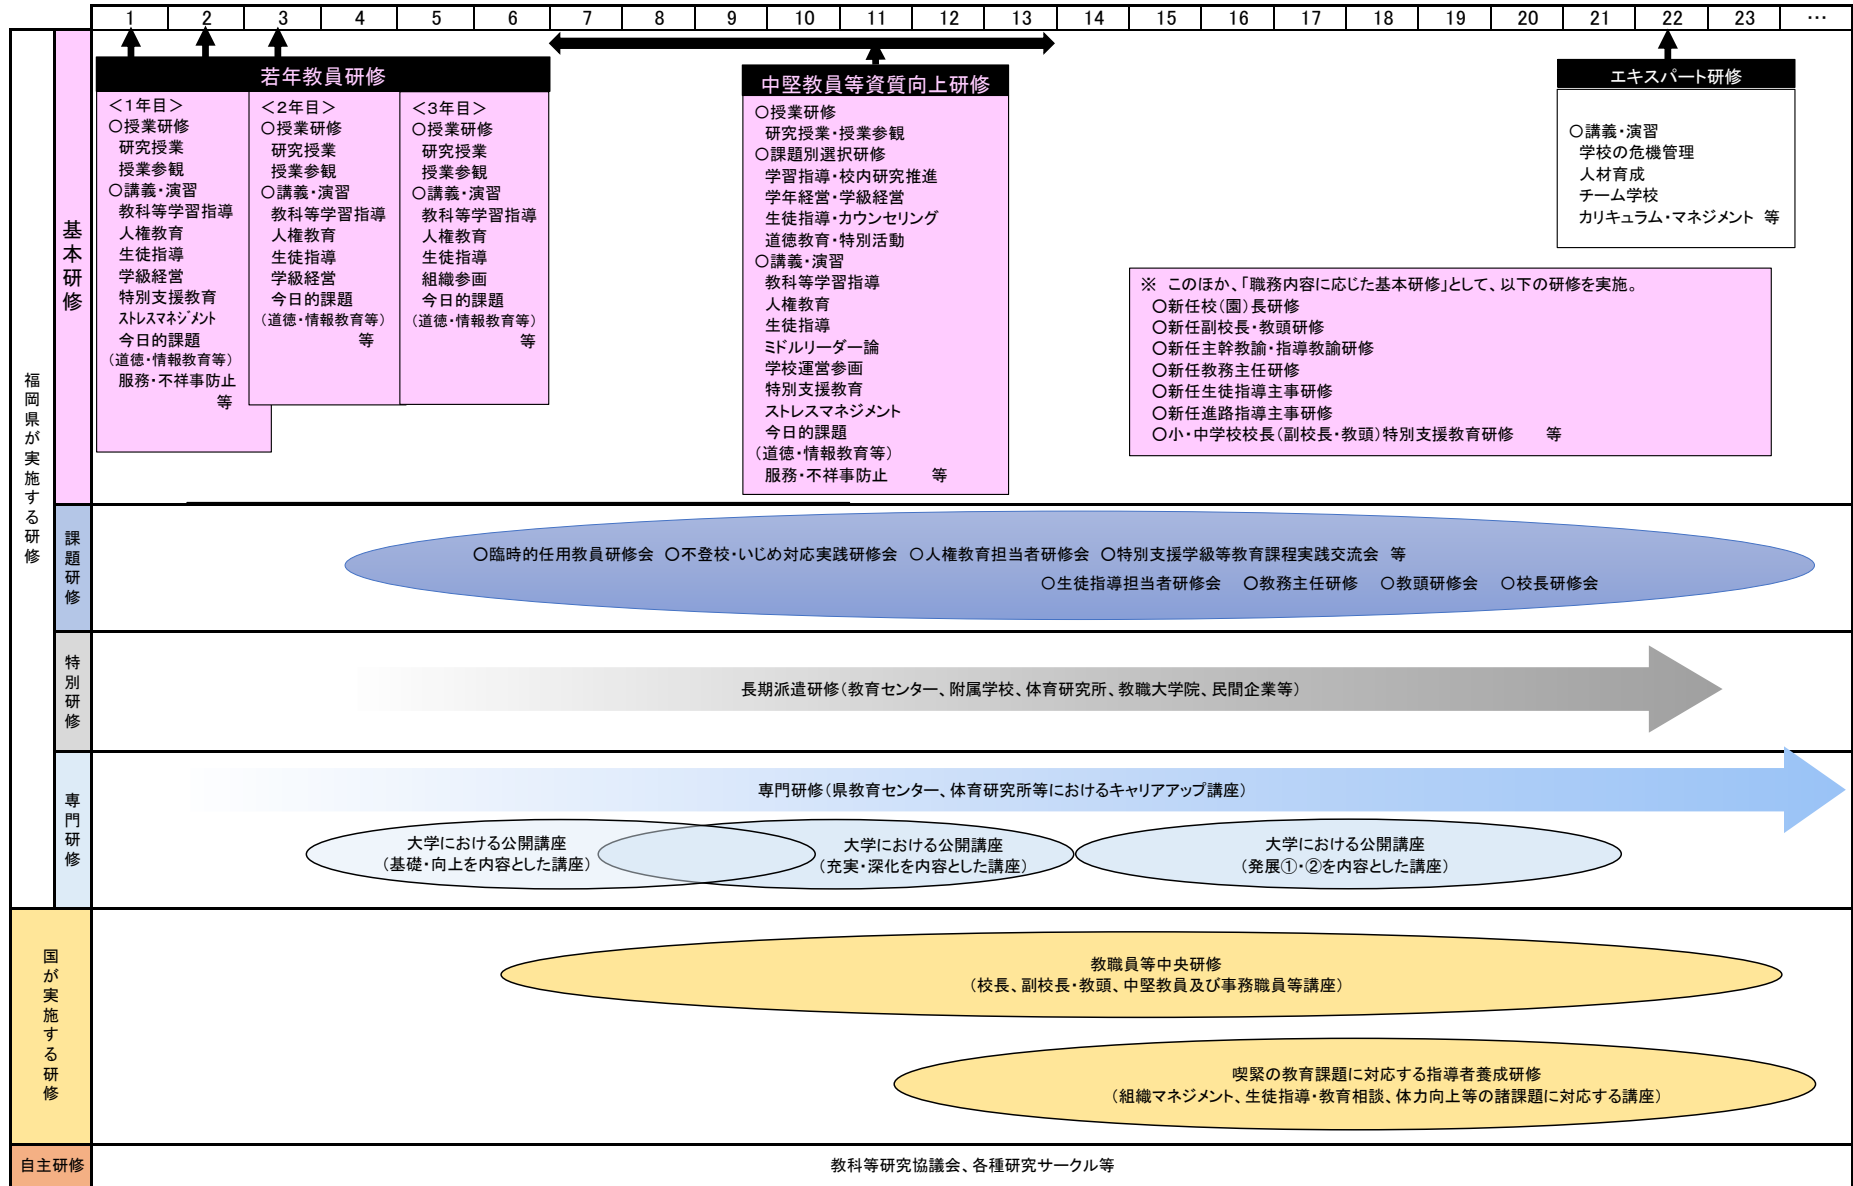 1 2 3 4 5 6 7 8 9 10 11 12 13 14 15 16 17 18 19 20 21 22 23 …
福岡県が実施する研修
基本研修
若年教員研修
＜1年目＞
○授業研修
研究授業
授業参観
○講義・演習
教科等学習指導
人権教育
生徒指導
学級経営
特別支援教育
ストレスマネジメント
今日的課題
(道徳・情報教育等)
服務・不祥事防止
等
＜2年目＞
○授業研修
研究授業
授業参観
○講義・演習
教科等学習指導
人権教育
生徒指導
学級経営
今日的課題
(道徳・情報教育等)
等
＜3年目＞
○授業研修
研究授業
授業参観
○講義・演習
教科等学習指導
人権教育
生徒指導
組織参画
今日的課題
(道徳・情報教育等)
等
中堅教員等資質向上研修
○授業研修
研究授業・授業参観
○課題別選択研修
学習指導・校内研究推進
学年経営・学級経営
生徒指導・カウンセリング
道徳教育・特別活動
○講義・演習
教科等学習指導
人権教育
生徒指導
ミドルリーダー論
学校運営参画
特別支援教育
ストレスマネジメント
今日的課題
(道徳・情報教育等)
服務・不祥事防止 等
エキスパート研修
○講義・演習
学校の危機管理
人材育成
チーム学校
カリキュラム・マネジメント 等
※ このほか、「職務内容に応じた基本研修」として、以下の研修を実施。
○新任校(園)長研修
○新任副校長・教頭研修
○新任主幹教諭・指導教諭研修
○新任教務主任研修
○新任生徒指導主事研修
○新任進路指導主事研修
○小・中学校校長(副校長・教頭)特別支援教育研修 等
課題研修
○臨時的任用教員研修会 ○不登校・いじめ対応実践研修会 ○人権教育担当者研修会 ○特別支援学級等教育課程実践交流会 等
○生徒指導担当者研修会 ○教務主任研修 ○教頭研修会 ○校長研修会
特別研修
長期派遣研修(教育センター、附属学校、体育研究所、教職大学院、民間企業等)
専門研修
専門研修(県教育センター、体育研究所等におけるキャリアアップ講座)
大学における公開講座
(基礎・向上を内容とした講座)
大学における公開講座
(充実・深化を内容とした講座)
大学における公開講座
(発展①・②を内容とした講座)
国が実施する研修
教職員等中央研修
(校長、副校長・教頭、中堅教員及び事務職員等講座)
喫緊の教育課題に対応する指導者養成研修
(組織マネジメント、生徒指導・教育相談、体力向上等の諸課題に対応する講座)
自主研修
教科等研究協議会、各種研究サークル等